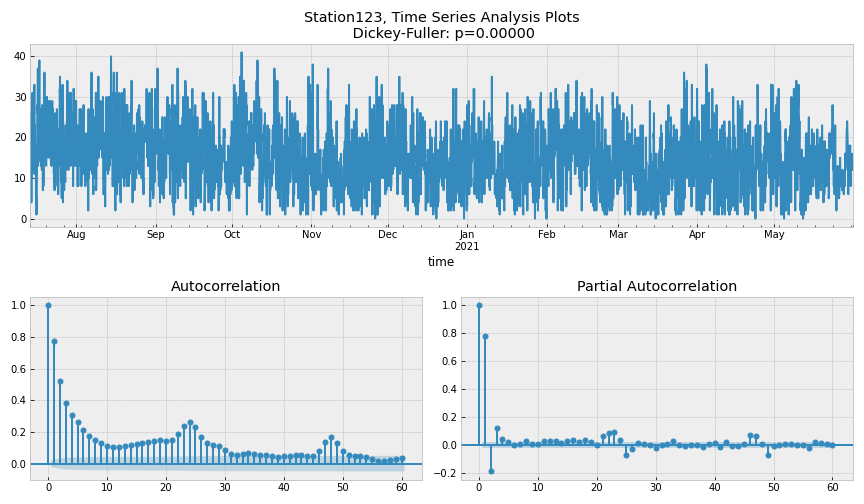 Station123, Time Series Analysis Plots
Dickey-Fuller: p=0.00000
40
30
20
10
0
Aug Sep Oct Nov Dec Jan Feb Mar Apr May
2021
time
Autocorrelation
1.0
0.8
0.6
0.4
0.2
0.0
0 10 20 30 40 50 60
Partial Autocorrelation
1.0
0.8
0.6
0.4
0.2
0.0
−0.2
0 10 20 30 40 50 60